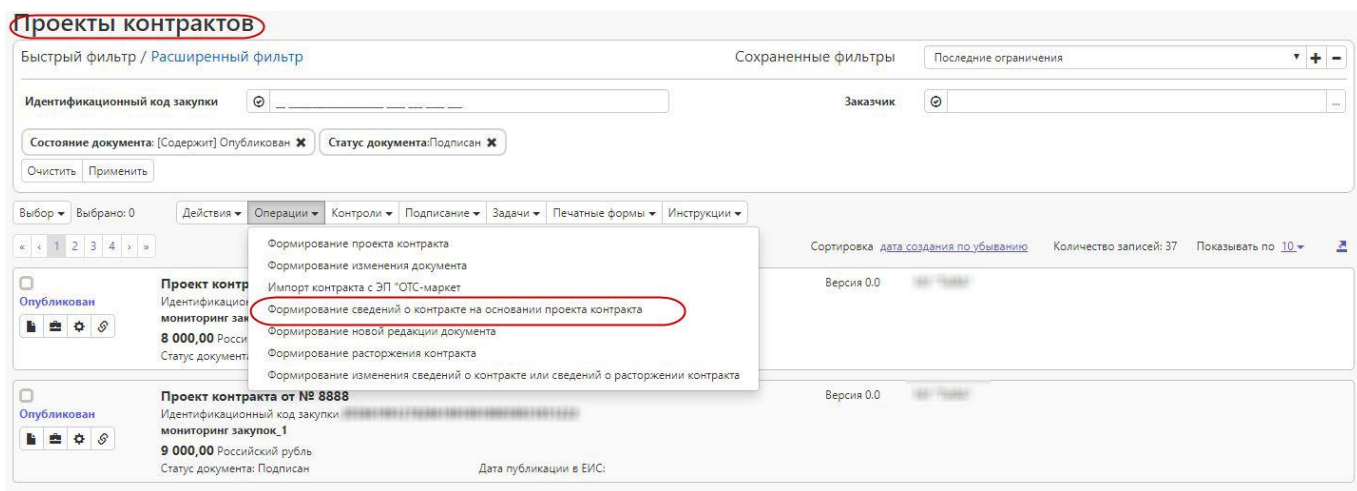 Проекты контрактов
Быстрый фильтр / Расширенный фильтр Сохраненные фильтры Последние ограничения
Идентификационный код закупки Заказчик ...
Состояние документа: [Содержит] Опубликован ✖ Статус документа:Подписан ✖
Очистить Применить
Выбор Выбрано: 0 Действия Операции Контроли Подписание Задачи Печатные формы Инструкции
« ‹ 1 2 3 4 › » Сортировка дата создания по убыванию Количество записей: 37 Показывать по 10
Формирование проекта контракта
Формирование изменения документа
Импорт контракта с ЭП "ОТС-маркет
Формирование сведений о контракте на основании проекта контракта
Формирование новой редакции документа
Формирование расторжения контракта
Формирование изменения сведений о контракте или сведений о расторжении контракта
Проект контр Версия 0.0
Опубликован Идентификацион
мониторинг зак
8 000,00 Росси
Статус документа
Проект контракта от № 8888 Версия 0.0
Опубликован Идентификационный код закупки
мониторинг закупок_1
9 000,00 Российский рубль
Статус документа: Подписан Дата публикации в ЕИС: